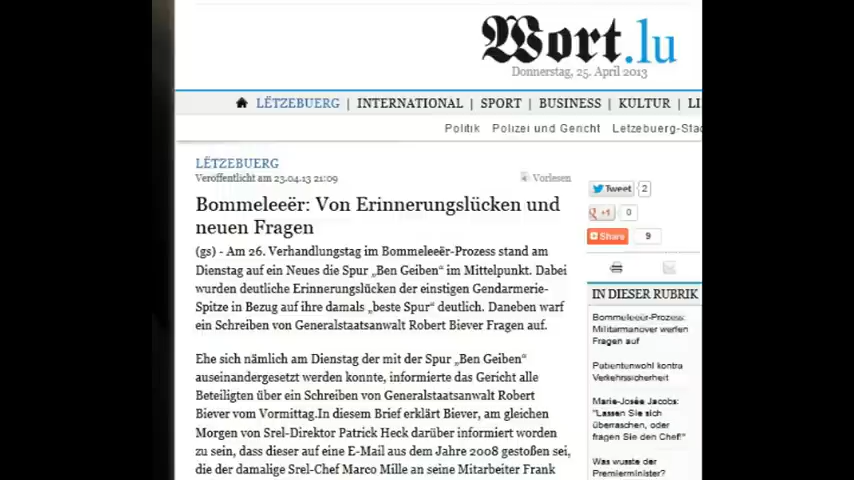 Wort.lu
Donnerstag, 25. April 2013
LËTZEBUERG | INTERNATIONAL | SPORT | BUSINESS | KULTUR | LI
Politik Polizei und Gericht Letzebuerg-Stad
LËTZEBUERG
Veröffentlicht am 23.04.13 21:09
Vorlesen
Bommeleeër: Von Erinnerungslücken und
neuen Fragen
(gs) - Am 26. Verhandlungstag im Bommeleeër-Prozess stand am
Dienstag auf ein Neues die Spur „Ben Geiben“ im Mittelpunkt. Dabei
wurden deutliche Erinnerungslücken der einstigen Gendarmerie-
Spitze in Bezug auf ihre damals „beste Spur“ deutlich. Daneben warf
ein Schreiben von Generalstaatsanwalt Robert Biever Fragen auf.
Ehe sich nämlich am Dienstag der mit der Spur „Ben Geiben“
auseinandergesetzt werden konnte, informierte das Gericht alle
Beteiligten über ein Schreiben von Generalstaatsanwalt Robert
Biever vom Vormittag.In diesem Brief erklärt Biever, am gleichen
Morgen von Srel-Direktor Patrick Heck darüber informiert worden
zu sein, dass dieser auf eine E-Mail aus dem Jahre 2008 gestoßen sei,
die der damalige Srel-Chef Marco Mille an seine Mitarbeiter Frank
Tweet 2
+1 0
Share 9
IN DIESER RUBRIK
Bommeleeër-Prozess:
Militärmanöver werfen
Fragen auf
Patientenwohl kontra
Verkehrssicherheit
Marie-Josée Jacobs:
"Lassen Sie sich
überraschen, oder
fragen Sie den Chef!"
Was wusste der
Premierminister?